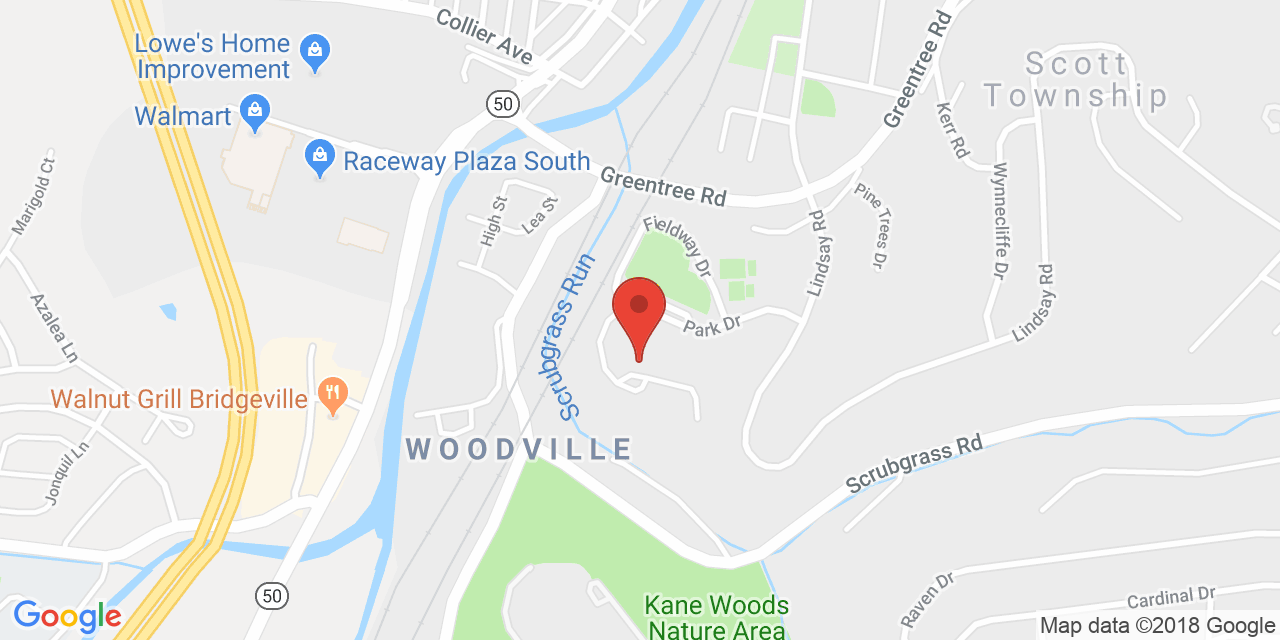 Collier Ave
Lowe's Home
Improvement
50
Walmart
Greentree Rd
Scott
Township
Kerr Rd
Raceway Plaza South
Greentree Rd
Marigold Ct
High St
Lea St
Pine Trees Dr
Wynnecliffe Dr
Fieldway Dr
Lindsay Rd
Lindsay Rd
Scrubgrass Run
Azalea Ln
Park Dr
Walnut Grill Bridgeville
WOODVILLE
Scrubgrass Rd
Jonquil Ln
50
Raven Dr
Cardinal Dr
Kane Woods
Nature Area
Google
Map data ©2018 Google